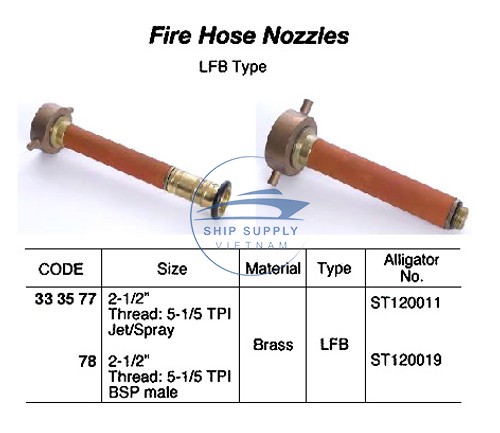 Fire Hose Nozzles
LFB Type
SHIP SUPPLY
VIETNAM
CODE Size Material Type Alligator No.
33 35 77 2-1/2" Brass LFB ST120011
Thread: 5-1/5 TPI
Jet/Spray
78 2-1/2" ST120019
Thread: 5-1/5 TPI
BSP male